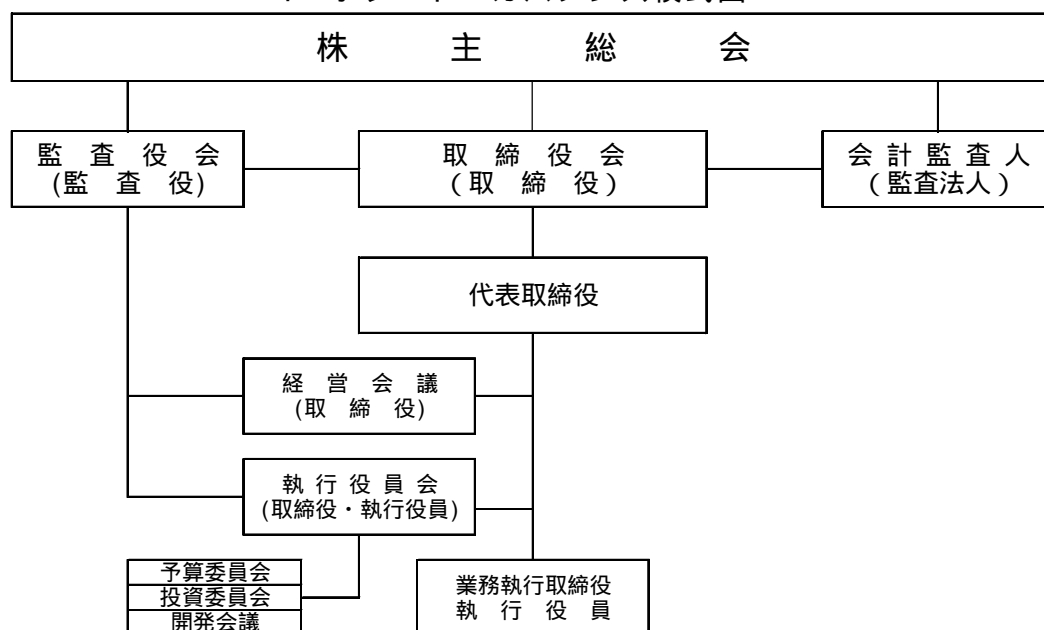 株主総会
監査役会
(監査役)
取締役会
(取締役)
会計監査人
(監査法人)
代表取締役
経営会議
(取締役)
執行役員会
(取締役・執行役員)
予算委員会
投資委員会
開発会議
業務執行取締役
執行役員